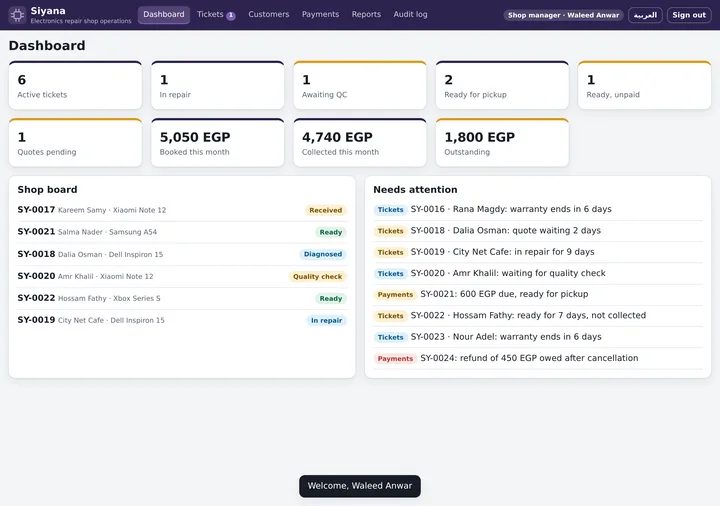 Siyana
Electronics repair shop operations
Dashboard
Tickets 1
Customers
Payments
Reports
Audit log
Shop manager · Waleed Anwar
العربية
Sign out
Dashboard
6
Active tickets
1
In repair
1
Awaiting QC
2
Ready for pickup
1
Ready, unpaid
1
Quotes pending
5,050 EGP
Booked this month
4,740 EGP
Collected this month
1,800 EGP
Outstanding
Shop board
SY-0017 Kareem Samy · Xiaomi Note 12 Received
SY-0021 Salma Nader · Samsung A54 Ready
SY-0018 Dalia Osman · Dell Inspiron 15 Diagnosed
SY-0020 Amr Khalil · Xiaomi Note 12 Quality check
SY-0022 Hossam Fathy · Xbox Series S Ready
SY-0019 City Net Cafe · Dell Inspiron 15 In repair
Needs attention
Tickets SY-0016 · Rana Magdy: warranty ends in 6 days
Tickets SY-0018 · Dalia Osman: quote waiting 2 days
Tickets SY-0019 · City Net Cafe: in repair for 9 days
Tickets SY-0020 · Amr Khalil: waiting for quality check
Payments SY-0021: 600 EGP due, ready for pickup
Tickets SY-0022 · Hossam Fathy: ready for 7 days, not collected
Tickets SY-0023 · Nour Adel: warranty ends in 6 days
Payments SY-0024: refund of 450 EGP owed after cancellation
Welcome, Waleed Anwar